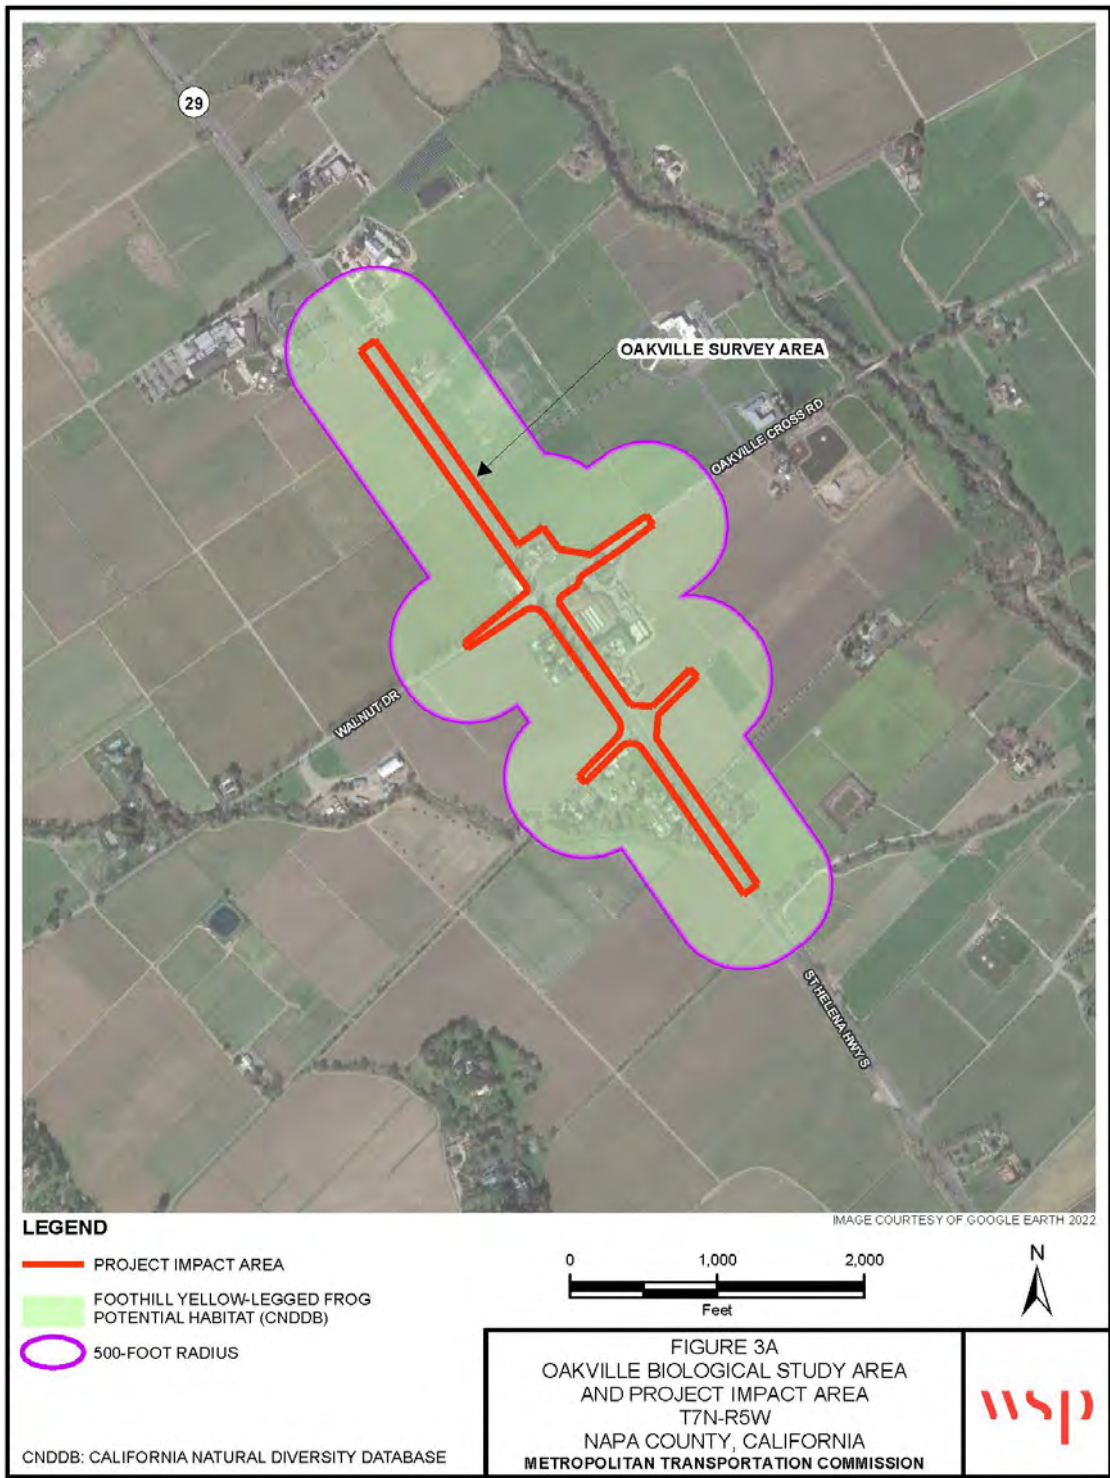 29
OAKVILLE SURVEY AREA
OAKVILLE CROSS RD
WALNUT DR
ST HELENA HWY S
LEGEND
IMAGE COURTESY OF GOOGLE EARTH 2022
PROJECT IMPACT AREA
FOOTHILL YELLOW-LEGGED FROG
POTENTIAL HABITAT (CNDDB)
500-FOOT RADIUS
0 1,000 2,000
Feet
N
CNDDB: CALIFORNIA NATURAL DIVERSITY DATABASE
FIGURE 3A
OAKVILLE BIOLOGICAL STUDY AREA
AND PROJECT IMPACT AREA
T7N-R5W
NAPA COUNTY, CALIFORNIA
METROPOLITAN TRANSPORTATION COMMISSION
wsp